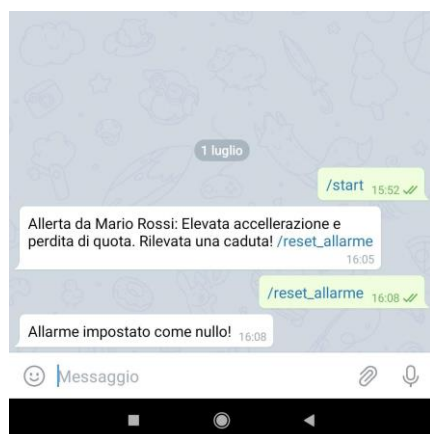 1 luglio
/start 15:52
Allerta da Mario Rossi: Elevata accellerazione e
perdita di quota. Rilevata una caduta! /reset_allarme
16:05
/reset_allarme 16:08
Allarme impostato come nullo! 16:08
Messaggio